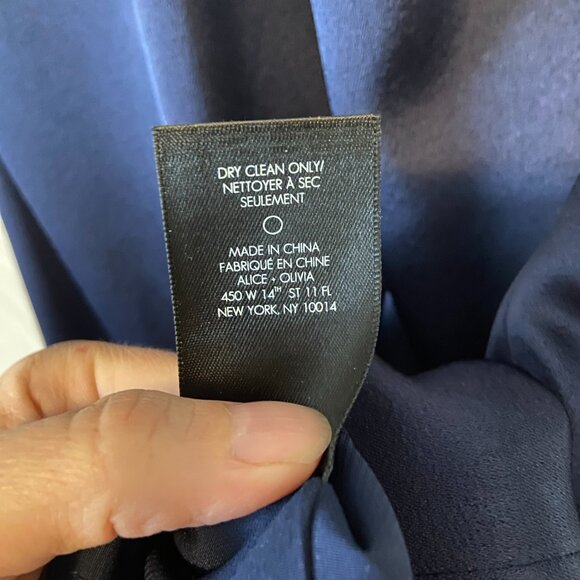 DRY CLEAN ONLY/
NETTOYER À SEC
SEULEMENT
MADE IN CHINA
FABRIQUÉ EN CHINE
ALICE + OLIVIA
450 W 14TH ST 11 FL
NEW YORK, NY 10014